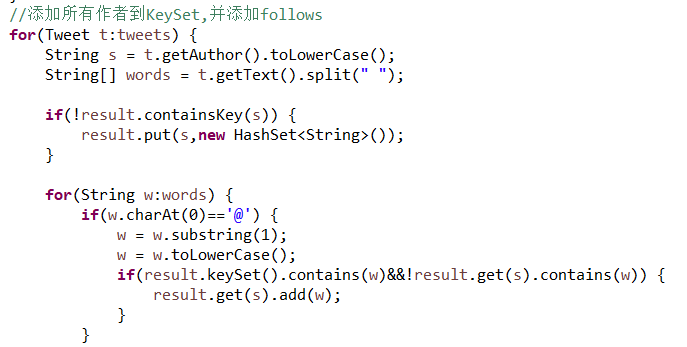 //添加所有作者到KeySet,并添加follows
for(Tweet t:tweets) {
    String s = t.getAuthor().toLowerCase();
    String[] words = t.getText().split(" ");

    if(!result.containsKey(s)) {
        result.put(s,new HashSet<String>());
    }

    for(String w:words) {
        if(w.charAt(0)=='@') {
            w = w.substring(1);
            w = w.toLowerCase();
            if(result.keySet().contains(w)&&!result.get(s).contains(w)) {
                result.get(s).add(w);
            }
        }